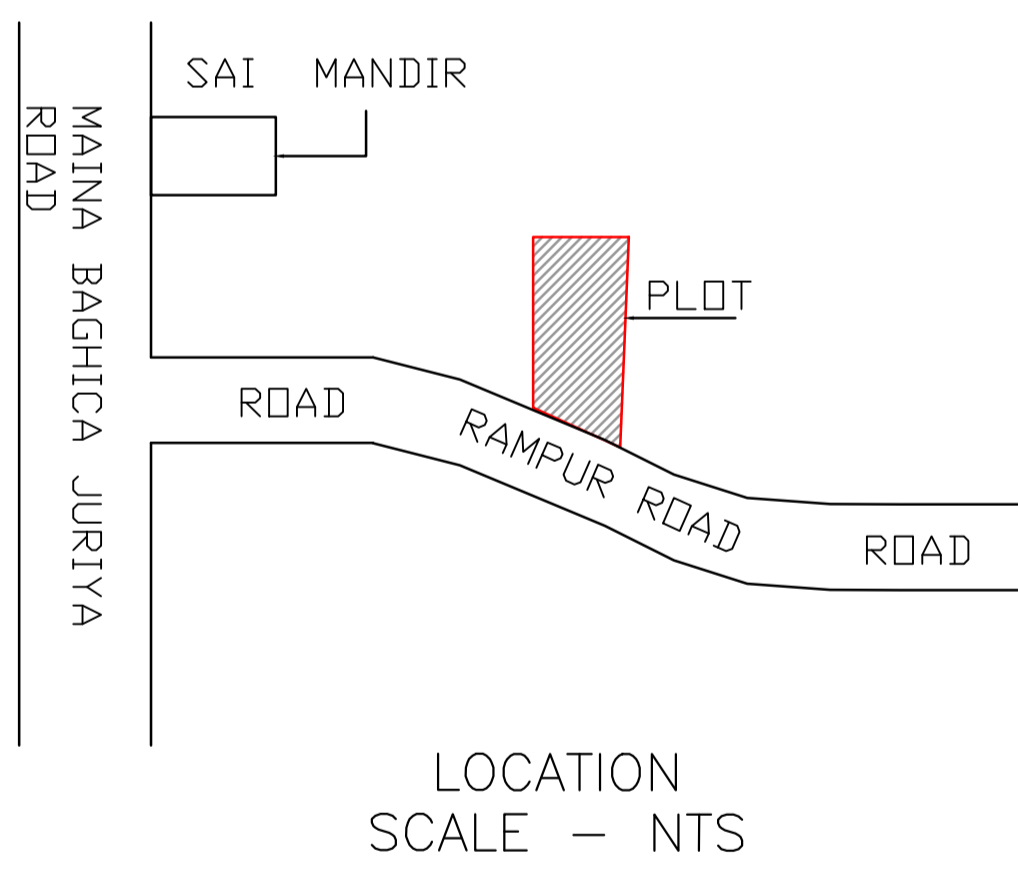 SAI MANDIR
MAINA BAGHICA JURIYA
ROAD
PLOT
ROAD
RAMPUR ROAD
ROAD
LOCATION
SCALE - NTS